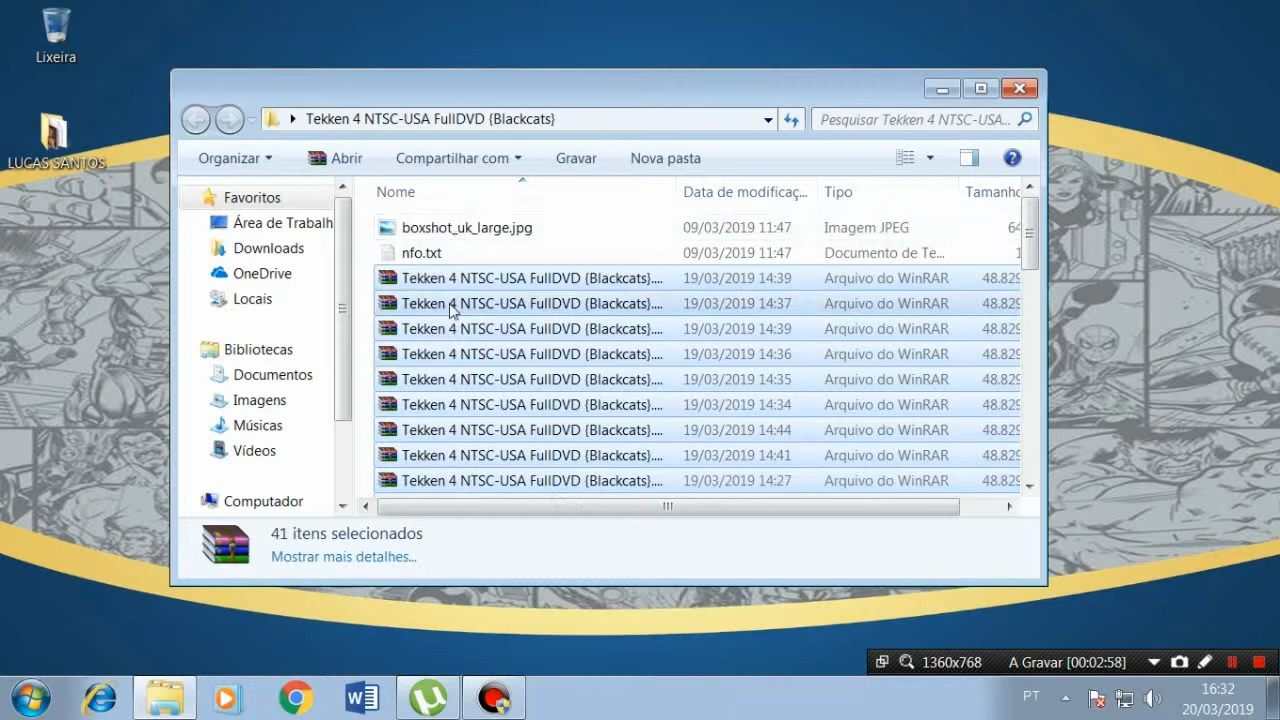 Lixeira
LUCAS SANTOS
Tekken 4 NTSC-USA FullDVD {Blackcats}
Pesquisar Tekken 4 NTSC-USA...
Organizar
Abrir
Compartilhar com
Gravar
Nova pasta
Favoritos
Área de Trabalh
Downloads
OneDrive
Locais
Bibliotecas
Documentos
Imagens
Músicas
Vídeos
Computador
Nome Data de modificaç... Tipo Tamanho
boxshot_uk_large.jpg 09/03/2019 11:47 Imagem JPEG 64
nfo.txt 09/03/2019 11:47 Documento de Te... 1
Tekken 4 NTSC-USA FullDVD {Blackcats}.... 19/03/2019 14:39 Arquivo do WinRAR 48.829
Tekken 4 NTSC-USA FullDVD {Blackcats}.... 19/03/2019 14:37 Arquivo do WinRAR 48.829
Tekken 4 NTSC-USA FullDVD {Blackcats}.... 19/03/2019 14:39 Arquivo do WinRAR 48.829
Tekken 4 NTSC-USA FullDVD {Blackcats}.... 19/03/2019 14:36 Arquivo do WinRAR 48.829
Tekken 4 NTSC-USA FullDVD {Blackcats}.... 19/03/2019 14:35 Arquivo do WinRAR 48.829
Tekken 4 NTSC-USA FullDVD {Blackcats}.... 19/03/2019 14:34 Arquivo do WinRAR 48.829
Tekken 4 NTSC-USA FullDVD {Blackcats}.... 19/03/2019 14:44 Arquivo do WinRAR 48.829
Tekken 4 NTSC-USA FullDVD {Blackcats}.... 19/03/2019 14:41 Arquivo do WinRAR 48.829
Tekken 4 NTSC-USA FullDVD {Blackcats}.... 19/03/2019 14:27 Arquivo do WinRAR 48.829
41 itens selecionados
Mostrar mais detalhes...
1360x768
A Gravar [00:02:58]
PT
16:32
20/03/2019